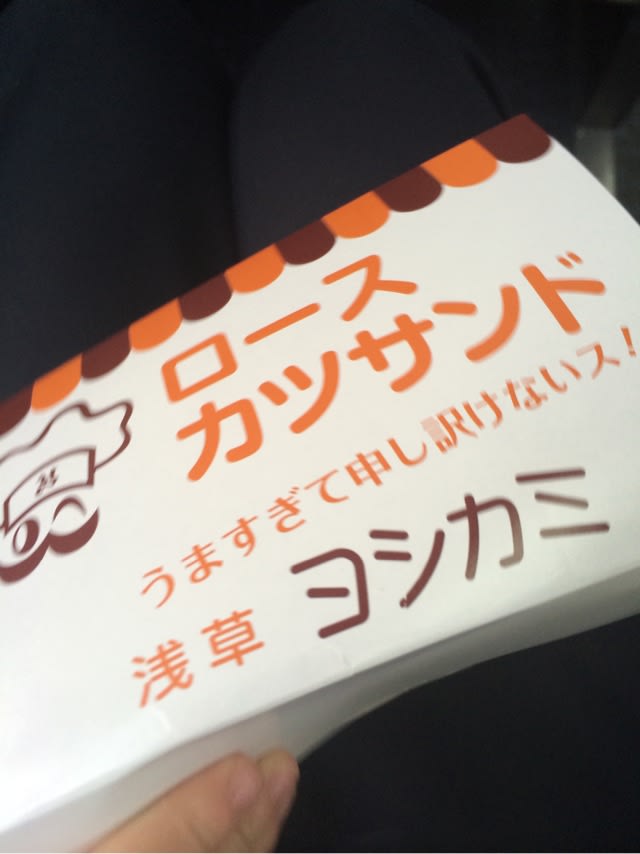 ロース
カツサンド
うますぎて申し訳けないス!
浅草 ヨシカミ